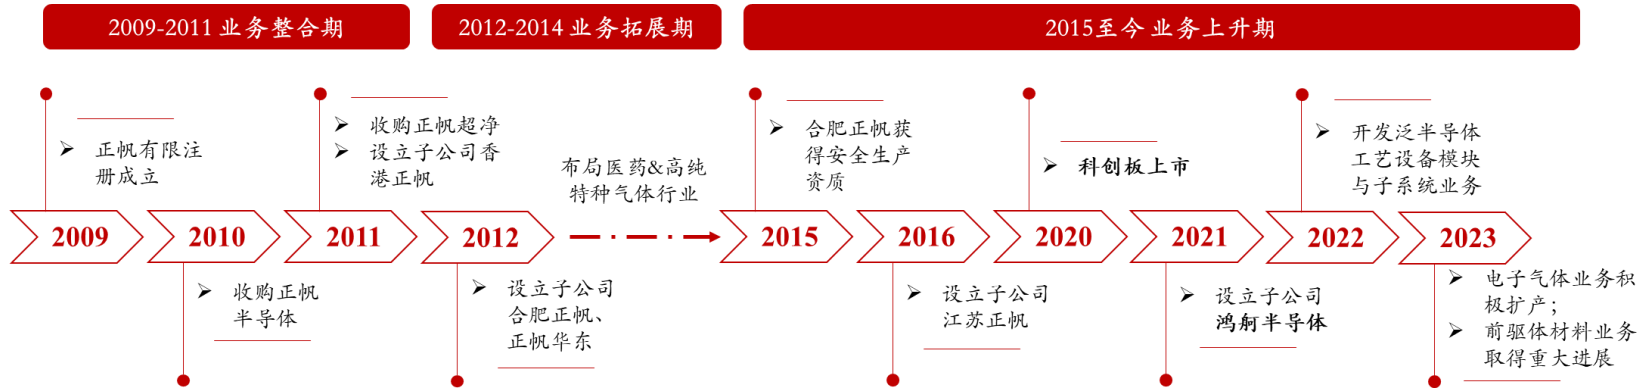 2009-2011 业务整合期
2012-2014 业务拓展期
2015至今 业务上升期
正帆有限注
册成立
收购正帆超净
设立子公司香
港正帆
布局医药&高纯
特种气体行业
合肥正帆获
得安全生产
资质
科创板上市
开发泛半导体
工艺设备模块
与子系统业务
2009
2010
2011
2012
2015
2016
2020
2021
2022
2023
收购正帆
半导体
设立子公司
合肥正帆、
正帆华东
设立子公司
江苏正帆
设立子公司
鸿舸半导体
电子气体业务积
极扩产；
前驱体材料业务
取得重大进展